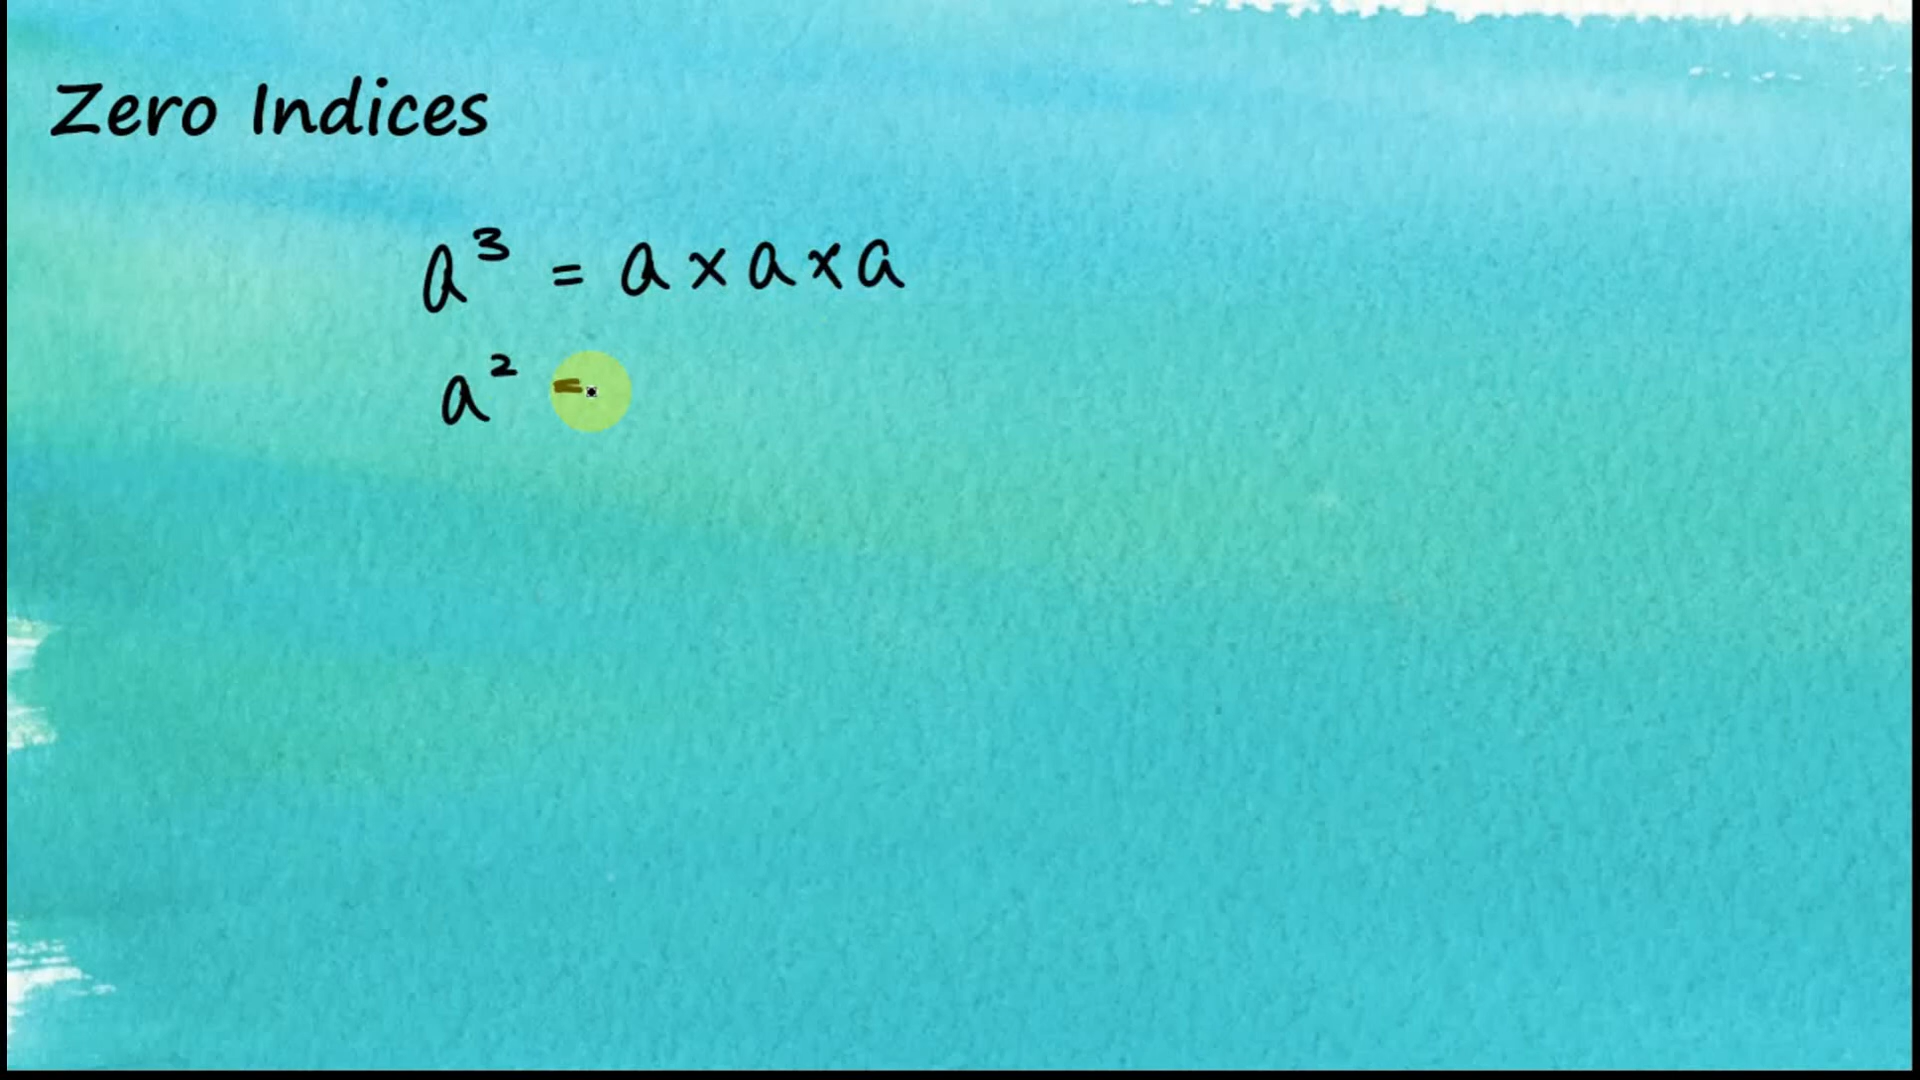 Zero Indices
a³ = a × a × a
a² =